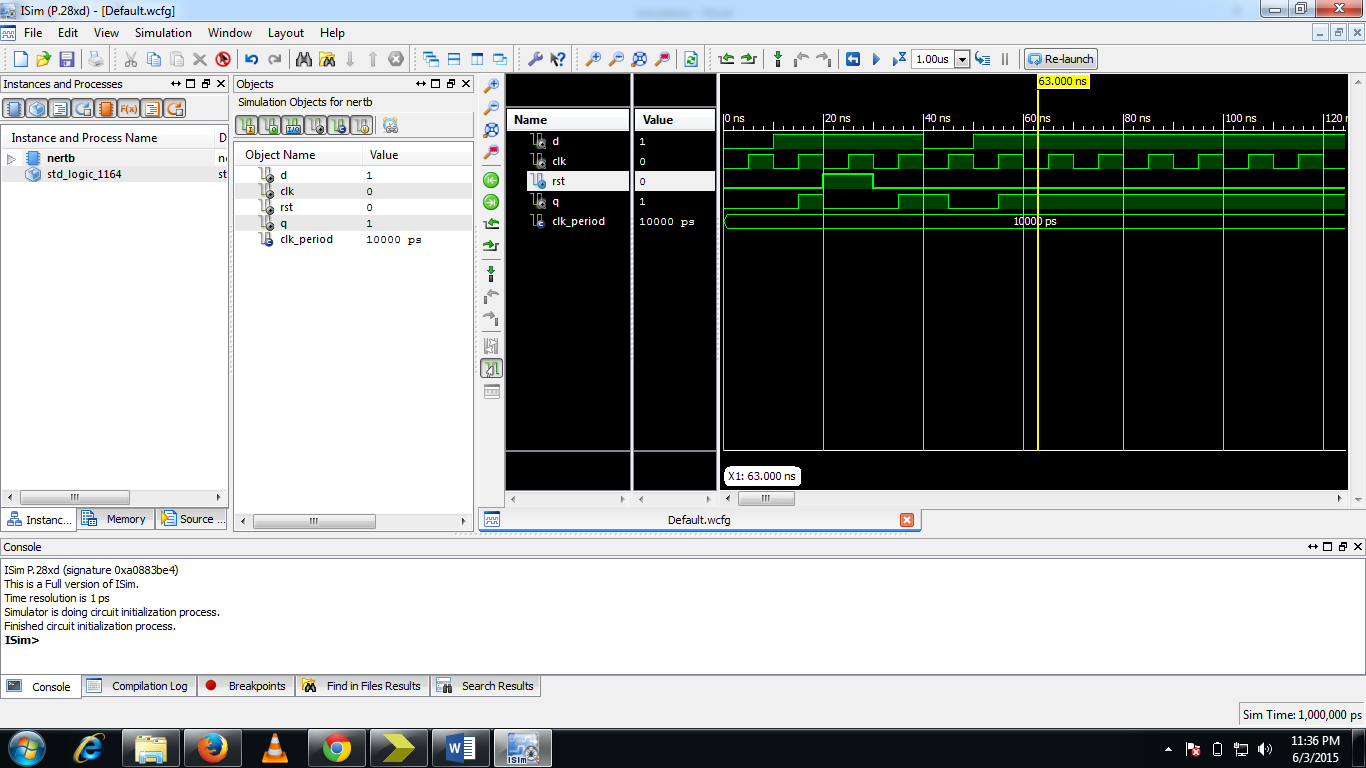 ISim (P.28xd) - [Default.wcfg]
File Edit View Simulation Window Layout Help
1.00us Re-launch
Instances and Processes
Instance and Process Name D
nertb n
std_logic_1164 st
Instanc... Memory Source ...
Objects
Simulation Objects for nertb
Object Name Value
d 1
clk 0
rst 0
q 1
clk_period 10000 ps
Name Value
d 1
clk 0
rst 0
q 1
clk_period 10000 ps
63.000 ns
0 ns 20 ns 40 ns 60 ns 80 ns 100 ns 120 n
10000 ps
X1: 63.000 ns
Default.wcfg
Console
ISim P.28xd (signature 0xa0883be4)
This is a Full version of ISim.
Time resolution is 1 ps
Simulator is doing circuit initialization process.
Finished circuit initialization process.
ISim>
Console Compilation Log Breakpoints Find in Files Results Search Results
Sim Time: 1,000,000 ps
ISim
11:36 PM
6/3/2015